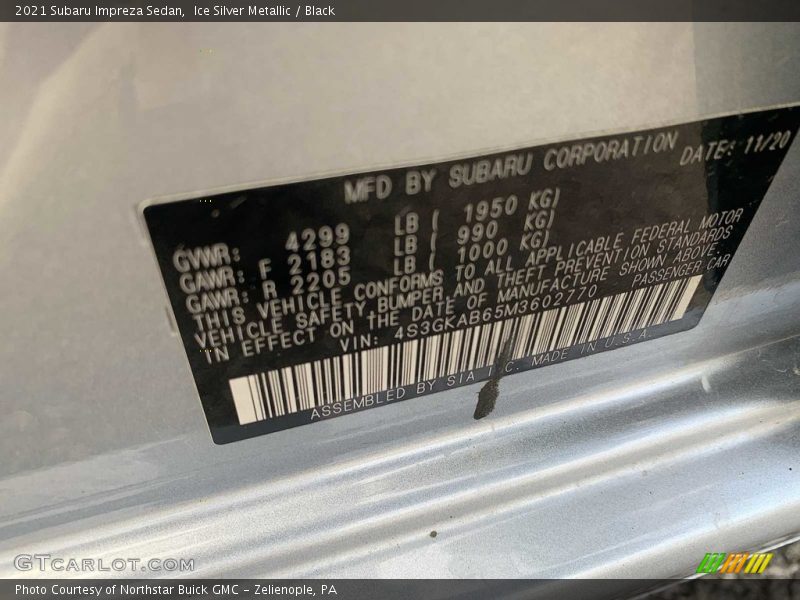 2021 Subaru Impreza Sedan, Ice Silver Metallic / Black
MFD BY SUBARU CORPORATION DATE: 11/20
GVWR: 4299 LB ( 1950 KG)
GAWR: F 2183 LB ( 990 KG)
GAWR: R 2205 LB ( 1000 KG)
THIS VEHICLE CONFORMS TO ALL APPLICABLE FEDERAL MOTOR
VEHICLE SAFETY BUMPER AND THEFT PREVENTION STANDARDS
IN EFFECT ON THE DATE OF MANUFACTURE SHOWN ABOVE.
VIN: 4S3GKAB65M3602770 PASSENGER CAR
ASSEMBLED BY SIA INC. MADE IN U.S.A
GTcarlot.com
Photo Courtesy of Northstar Buick GMC - Zelienople, PA